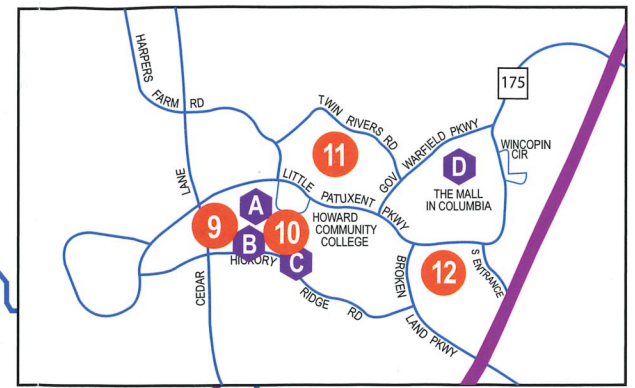 HARPERS
FARM RD
TWIN RIVERS RD
175
GOV WARFIELD PKWY
WINCOPIN
CIR
11
D
LANE
LITTLE PATUXENT PKWY
THE MALL
IN COLUMBIA
A
9
10
HOWARD
COMMUNITY
COLLEGE
B
HICKORY
C
RIDGE RD
CEDAR
BROKEN
LAND PKWY
12
S ENTRANCE